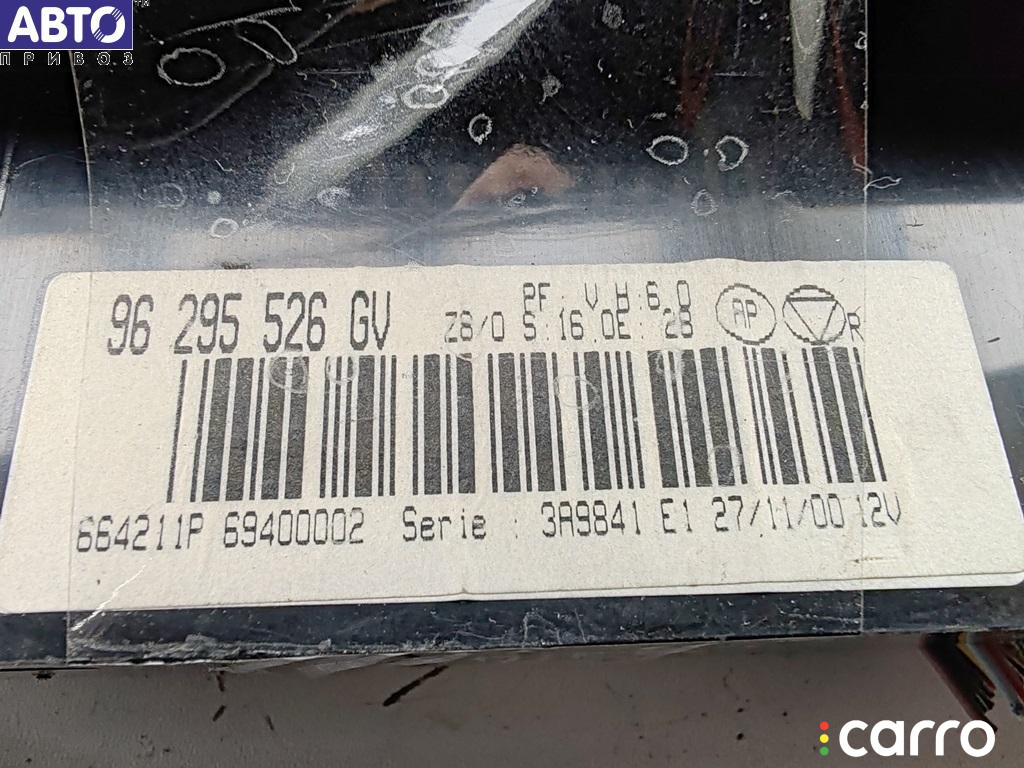 АВТО
ПРИВОЗ
TM
96 295 526 GV
PF: V H:6.0
Z8/0 S:16.0E: 28
AP
R
664211P 69400002 Serie : 3A9841 E1 27/11/00 12V
carro